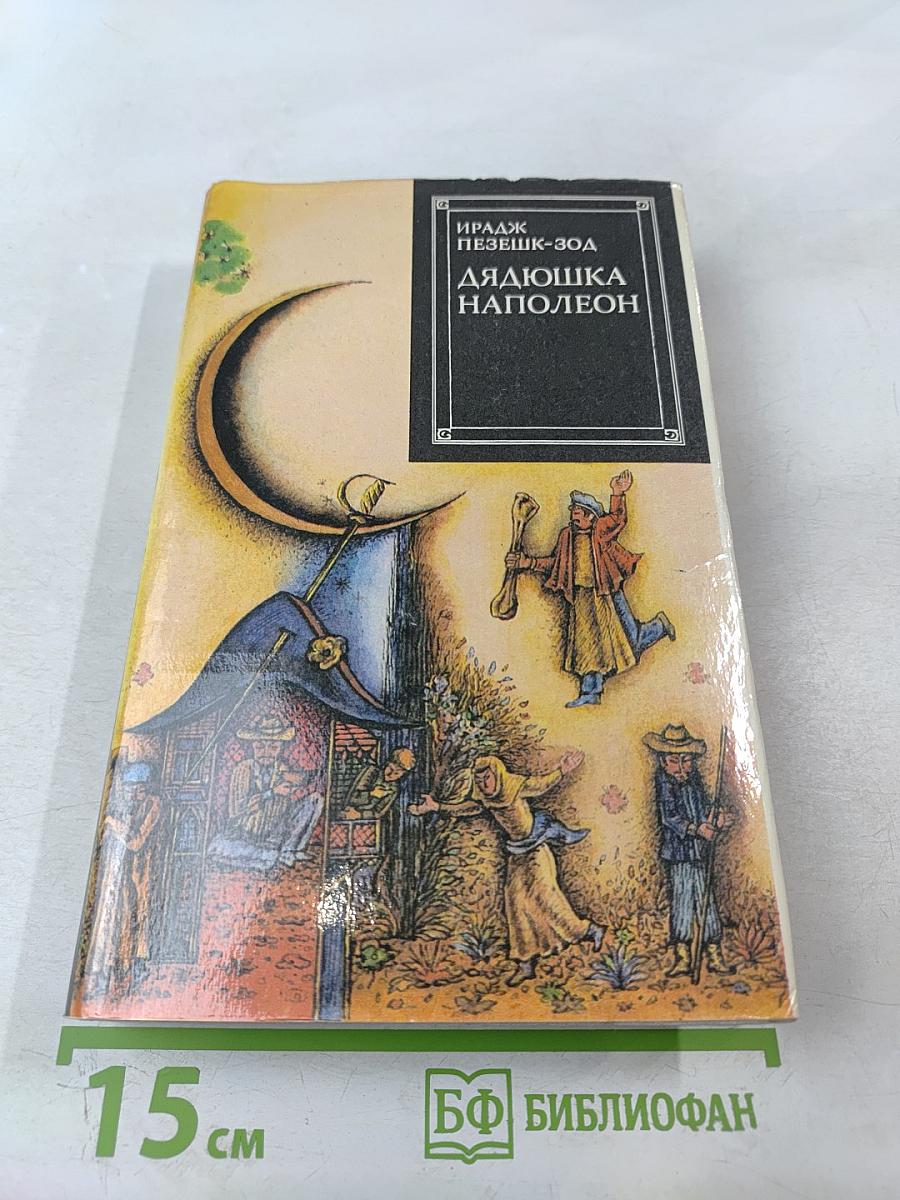 ИРАДЖ
ПЕЗЕШК-ЗОД
ДЯДЮШКА
НАПОЛЕОН
15 см
БФ БИБЛИОФАН